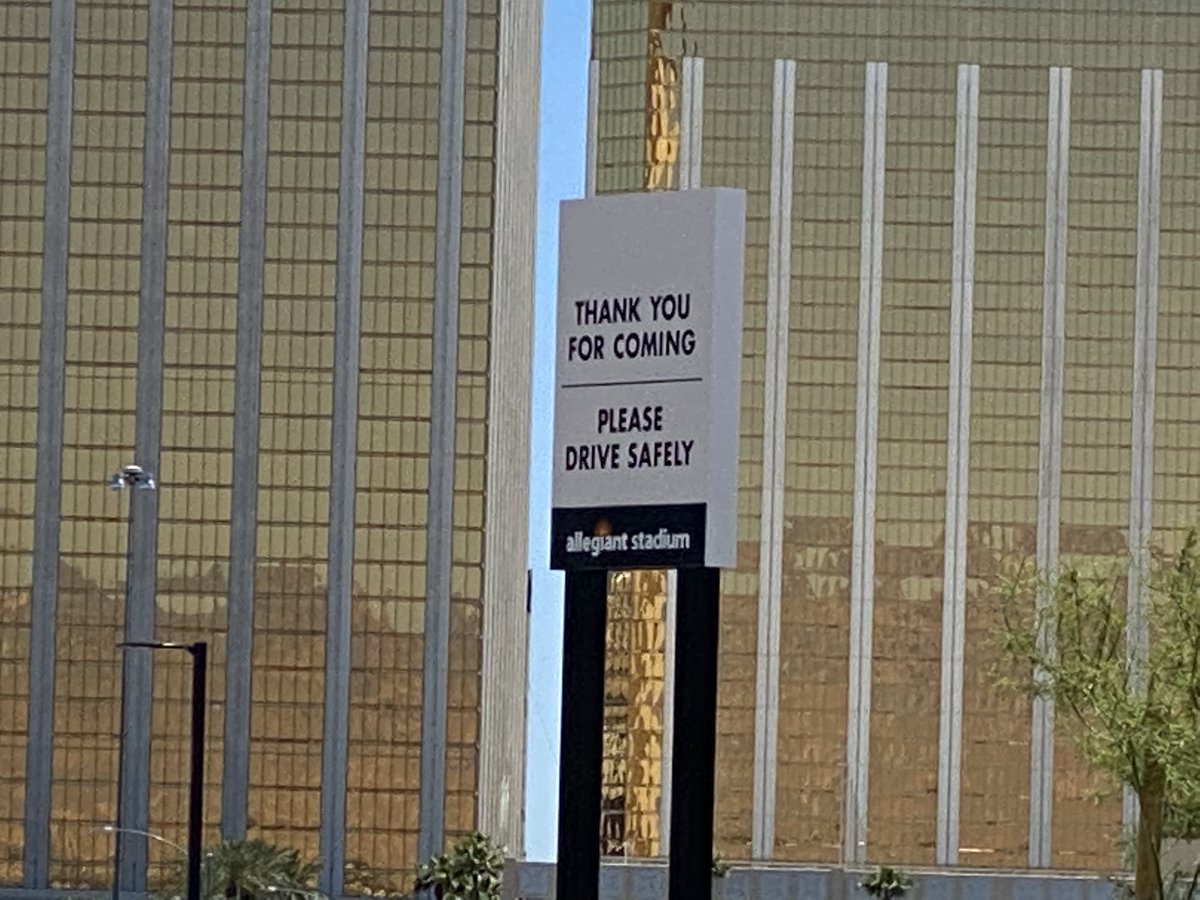 THANK YOU
FOR COMING
PLEASE
DRIVE SAFELY
allegiant stadium